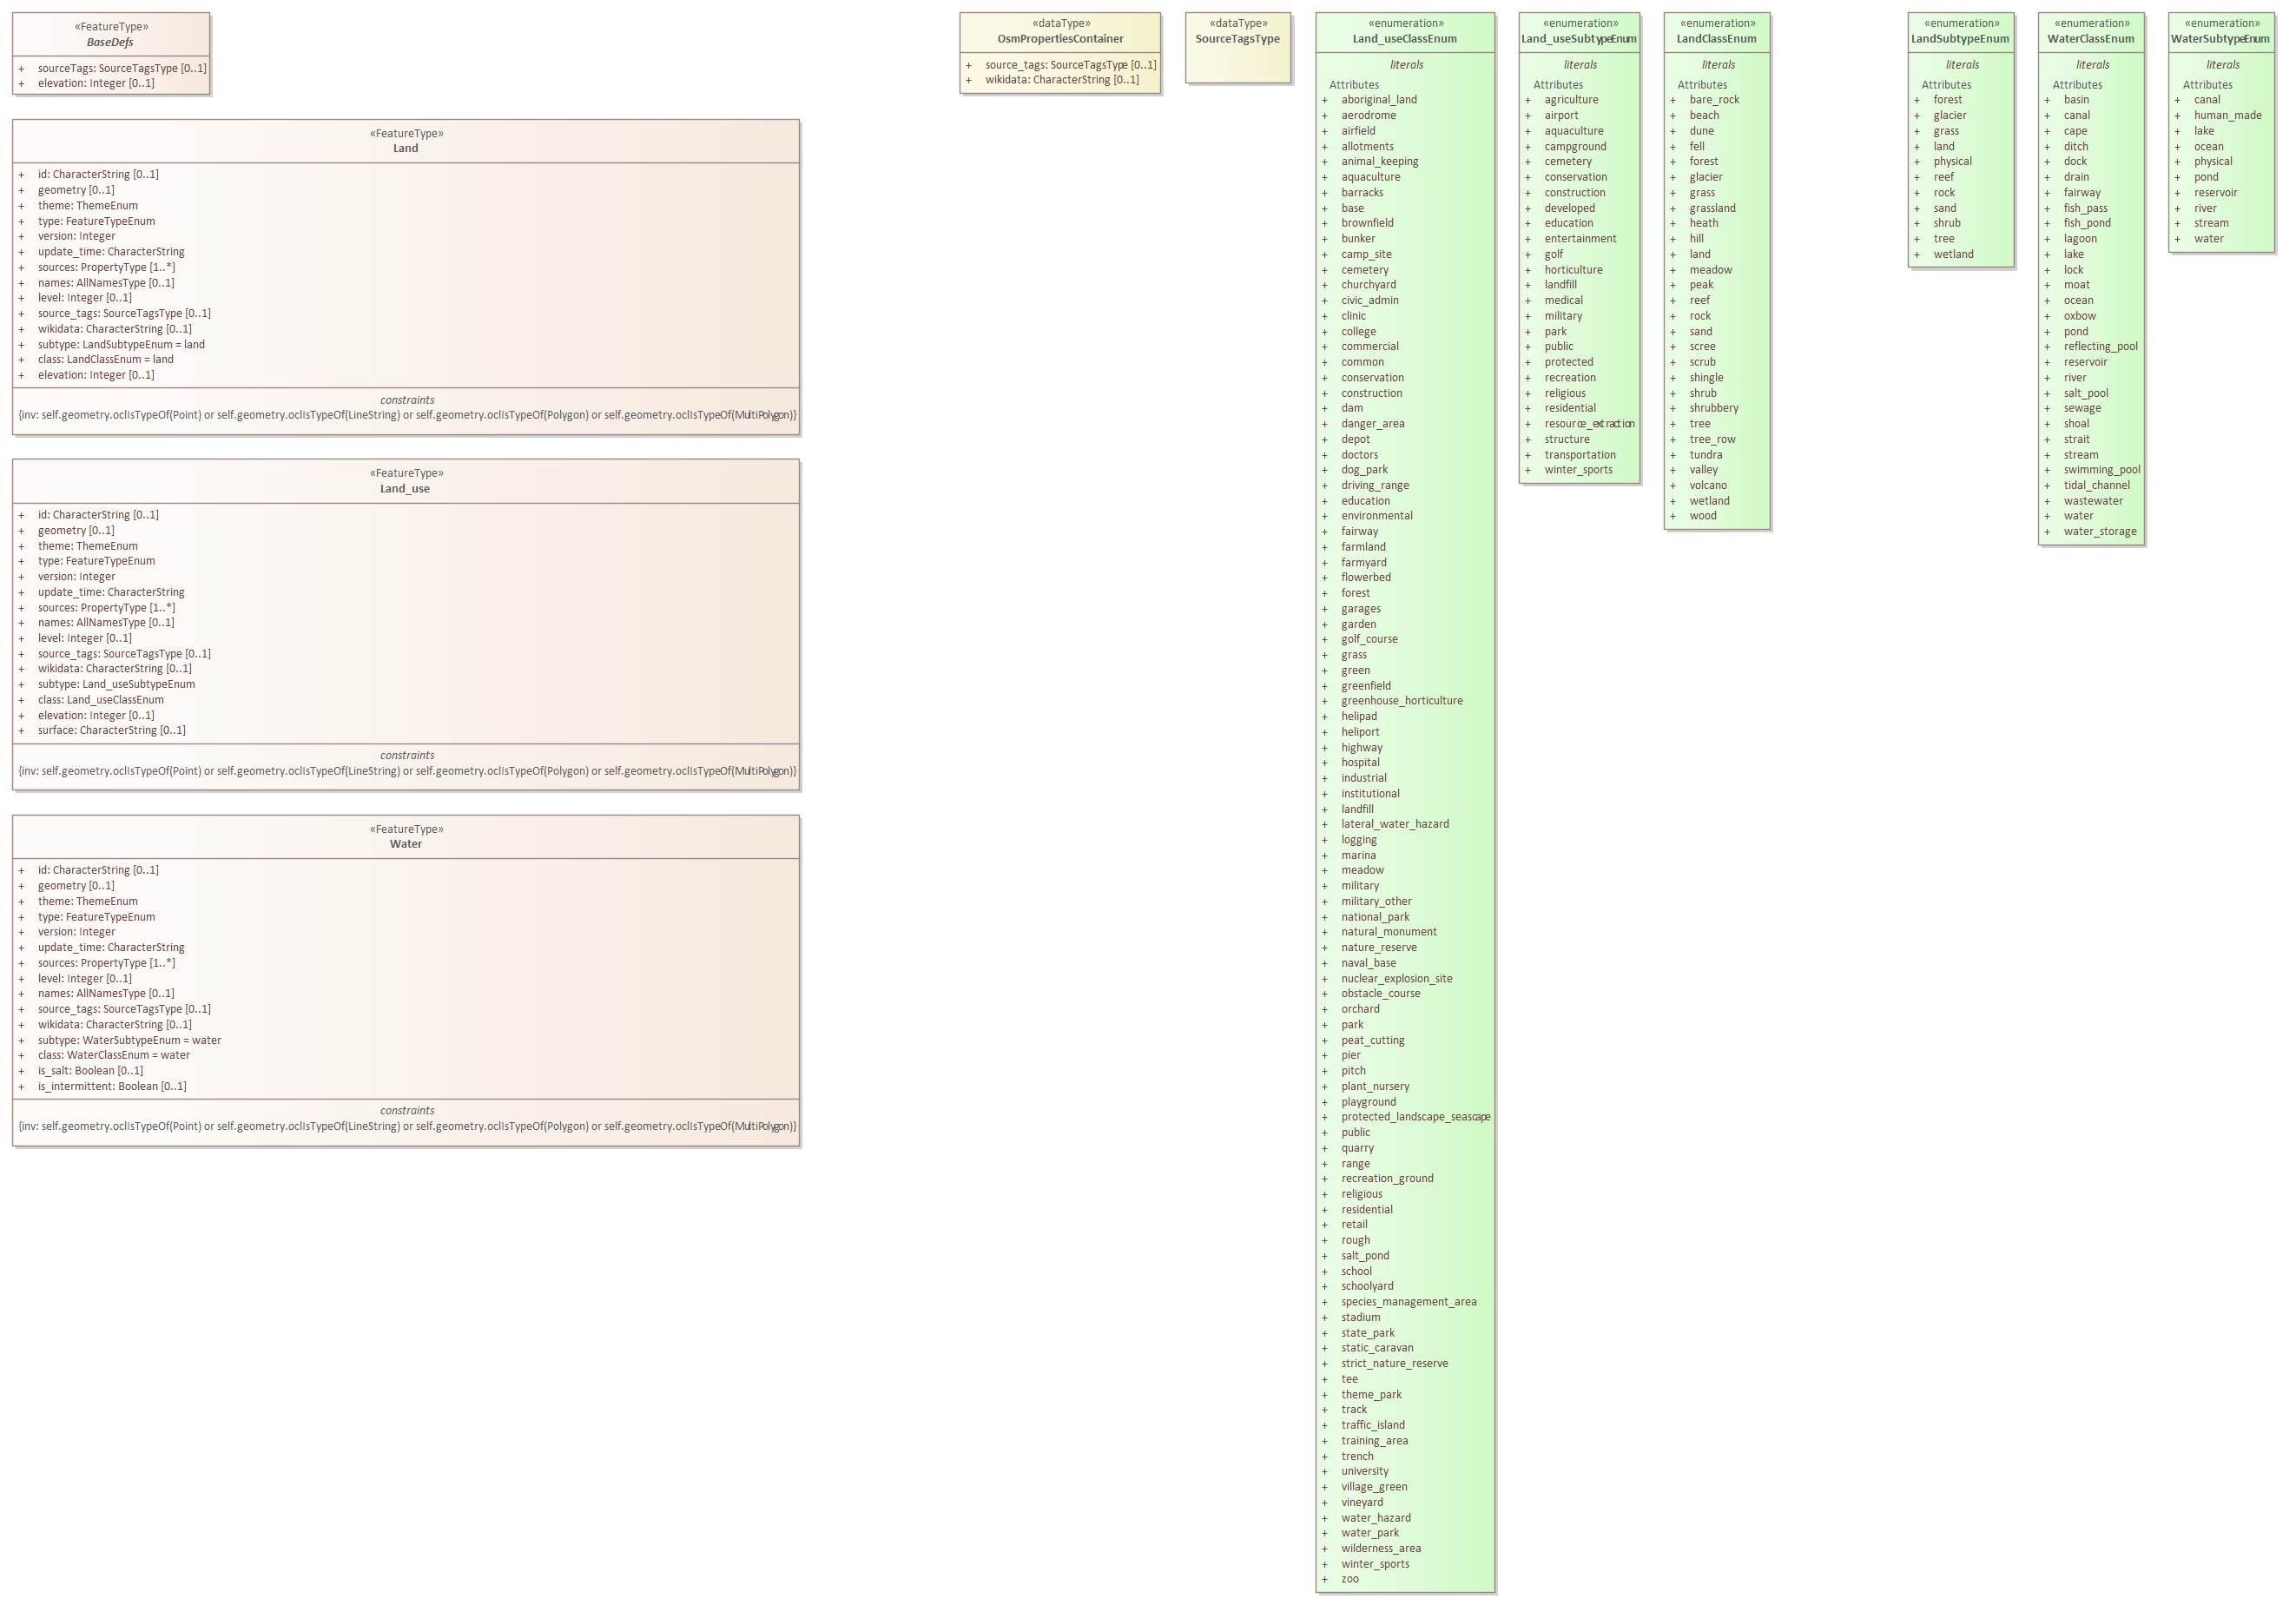 «FeatureType»
BaseDefs
+ sourceTags: SourceTagsType [0..1]
+ elevation: Integer [0..1]
«FeatureType»
Land
+ id: CharacterString [0..1]
+ geometry [0..1]
+ theme: ThemeEnum
+ type: FeatureTypeEnum
+ version: Integer
+ update_time: CharacterString
+ sources: PropertyType [1..*]
+ names: AllNamesType [0..1]
+ level: Integer [0..1]
+ source_tags: SourceTagsType [0..1]
+ wikidata: CharacterString [0..1]
+ subtype: LandSubtypeEnum = land
+ class: LandClassEnum = land
+ elevation: Integer [0..1]
constraints
{inv: self.geometry.oclIsTypeOf(Point) or self.geometry.oclIsTypeOf(LineString) or self.geometry.oclIsTypeOf(Polygon) or self.geometry.oclIsTypeOf(MultiPolygon)}
«FeatureType»
Land_use
+ id: CharacterString [0..1]
+ geometry [0..1]
+ theme: ThemeEnum
+ type: FeatureTypeEnum
+ version: Integer
+ update_time: CharacterString
+ sources: PropertyType [1..*]
+ names: AllNamesType [0..1]
+ level: Integer [0..1]
+ source_tags: SourceTagsType [0..1]
+ wikidata: CharacterString [0..1]
+ subtype: Land_useSubtypeEnum
+ class: Land_useClassEnum
+ elevation: Integer [0..1]
+ surface: CharacterString [0..1]
constraints
{inv: self.geometry.oclIsTypeOf(Point) or self.geometry.oclIsTypeOf(LineString) or self.geometry.oclIsTypeOf(Polygon) or self.geometry.oclIsTypeOf(MultiPolygon)}
«FeatureType»
Water
+ id: CharacterString [0..1]
+ geometry [0..1]
+ theme: ThemeEnum
+ type: FeatureTypeEnum
+ version: Integer
+ update_time: CharacterString
+ sources: PropertyType [1..*]
+ level: Integer [0..1]
+ names: AllNamesType [0..1]
+ source_tags: SourceTagsType [0..1]
+ wikidata: CharacterString [0..1]
+ subtype: WaterSubtypeEnum = water
+ class: WaterClassEnum = water
+ is_salt: Boolean [0..1]
+ is_intermittent: Boolean [0..1]
constraints
{inv: self.geometry.oclIsTypeOf(Point) or self.geometry.oclIsTypeOf(LineString) or self.geometry.oclIsTypeOf(Polygon) or self.geometry.oclIsTypeOf(MultiPolygon)}
«dataType»
OsmPropertiesContainer
+ source_tags: SourceTagsType [0..1]
+ wikidata: CharacterString [0..1]
«dataType»
SourceTagsType
«enumeration»
Land_useClassEnum
literals
Attributes
+ aboriginal_land
+ aerodrome
+ airfield
+ allotments
+ animal_keeping
+ aquaculture
+ barracks
+ base
+ brownfield
+ bunker
+ camp_site
+ cemetery
+ churchyard
+ civic_admin
+ clinic
+ college
+ commercial
+ common
+ conservation
+ construction
+ dam
+ danger_area
+ depot
+ doctors
+ dog_park
+ driving_range
+ education
+ environmental
+ fairway
+ farmland
+ farmyard
+ flowerbed
+ forest
+ garages
+ garden
+ golf_course
+ grass
+ green
+ greenfield
+ greenhouse_horticulture
+ helipad
+ heliport
+ highway
+ hospital
+ industrial
+ institutional
+ landfill
+ lateral_water_hazard
+ logging
+ marina
+ meadow
+ military
+ military_other
+ national_park
+ natural_monument
+ nature_reserve
+ naval_base
+ nuclear_explosion_site
+ obstacle_course
+ orchard
+ park
+ peat_cutting
+ pier
+ pitch
+ plant_nursery
+ playground
+ protected_landscape_seascape
+ public
+ quarry
+ range
+ recreation_ground
+ religious
+ residential
+ retail
+ rough
+ salt_pond
+ school
+ schoolyard
+ species_management_area
+ stadium
+ state_park
+ static_caravan
+ strict_nature_reserve
+ tee
+ theme_park
+ track
+ traffic_island
+ training_area
+ trench
+ university
+ village_green
+ vineyard
+ water_hazard
+ water_park
+ wilderness_area
+ winter_sports
+ zoo
«enumeration»
Land_useSubtypeEnum
literals
Attributes
+ agriculture
+ airport
+ aquaculture
+ campground
+ cemetery
+ conservation
+ construction
+ developed
+ education
+ entertainment
+ golf
+ horticulture
+ landfill
+ medical
+ military
+ park
+ public
+ protected
+ recreation
+ religious
+ residential
+ resource_extraction
+ structure
+ transportation
+ winter_sports
«enumeration»
LandClassEnum
literals
Attributes
+ bare_rock
+ beach
+ dune
+ fell
+ forest
+ glacier
+ grass
+ grassland
+ heath
+ hill
+ land
+ meadow
+ peak
+ reef
+ rock
+ sand
+ scree
+ scrub
+ shingle
+ shrub
+ shrubbery
+ tree
+ tree_row
+ tundra
+ valley
+ volcano
+ wetland
+ wood
«enumeration»
LandSubtypeEnum
literals
Attributes
+ forest
+ glacier
+ grass
+ land
+ physical
+ reef
+ rock
+ sand
+ shrub
+ tree
+ wetland
«enumeration»
WaterClassEnum
literals
Attributes
+ basin
+ canal
+ cape
+ ditch
+ dock
+ drain
+ fairway
+ fish_pass
+ fish_pond
+ lagoon
+ lake
+ lock
+ moat
+ ocean
+ oxbow
+ pond
+ reflecting_pool
+ reservoir
+ river
+ salt_pool
+ sewage
+ shoal
+ strait
+ stream
+ swimming_pool
+ tidal_channel
+ wastewater
+ water
+ water_storage
«enumeration»
WaterSubtypeEnum
literals
Attributes
+ canal
+ human_made
+ lake
+ ocean
+ physical
+ pond
+ reservoir
+ river
+ stream
+ water